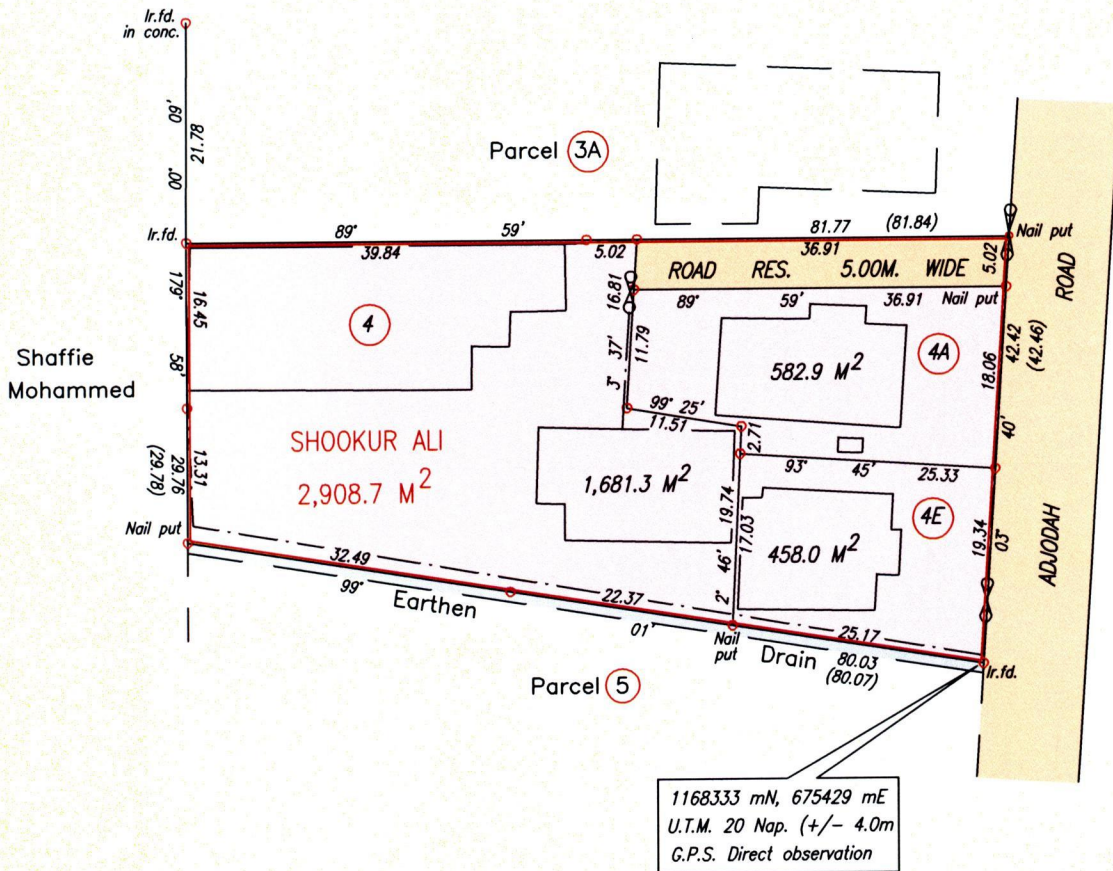 Ir.fd.
in conc.
60'
21.78
00'
Parcel 3A
Ir.fd.
89° 59'
39.84
5.02
81.77 (81.84)
36.91
Nail put
5.02
ROAD RES. 5.00M. WIDE
89° 59' 36.91
Nail put
ROAD
179°
16.45
58'
16.81
4
3° 37'
11.79
4A
582.9 M²
18.06
42.42
(42.46)
40'
Shaffie
Mohammed
99° 25'
11.51
2.71
93° 45' 25.33
SHOOKUR ALI
2,908.7 M²
1,681.3 M²
13.31
29.76
(29.78)
19.74
17.03
2° 46'
4E
458.0 M²
19.34
03'
ADJODAH
Nail put
32.49
99°
Earthen
22.37
01'
Nail
put
Drain
25.17
80.03
(80.07)
Ir.fd.
Parcel 5
1168333 mN, 675429 mE
U.T.M. 20 Nap. (+/- 4.0m
G.P.S. Direct observation